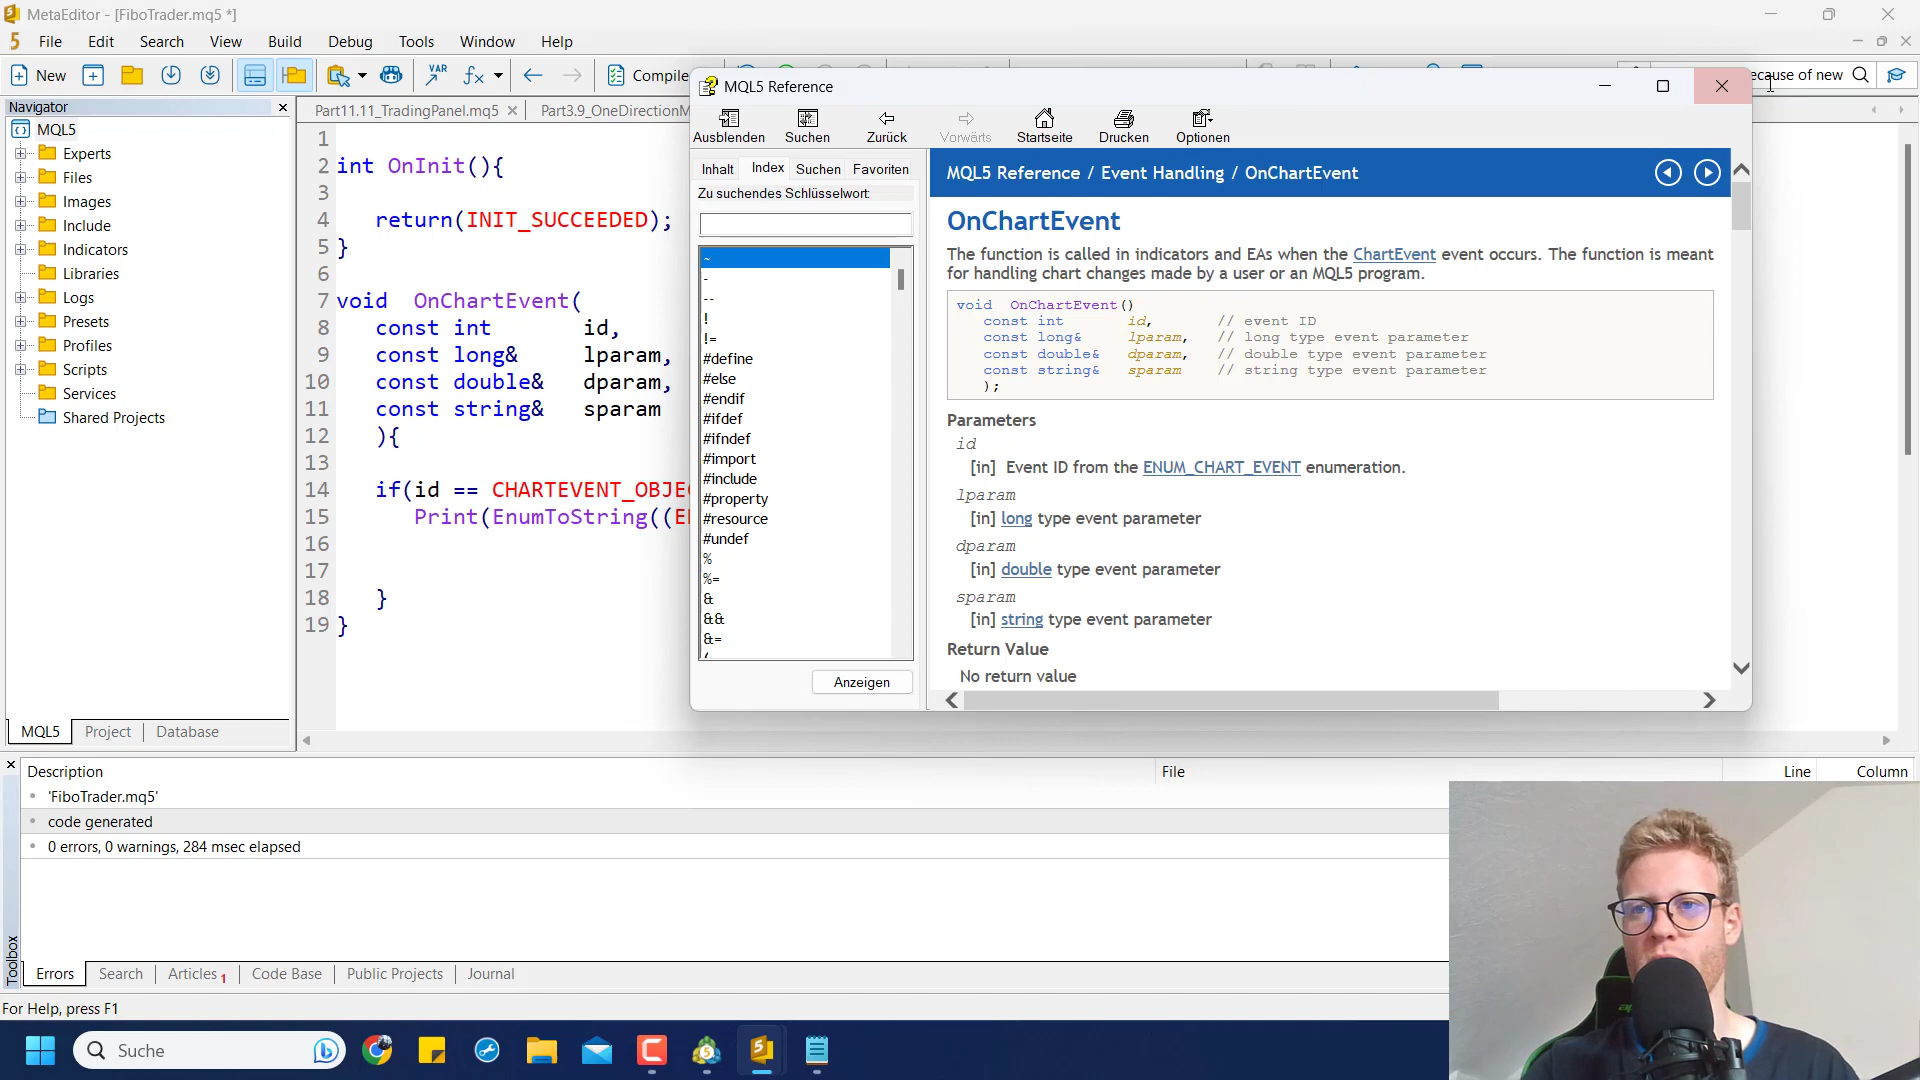 MetaEditor - [FiboTrader.mq5 *]
File Edit Search View Build Debug Tools Window Help
New VAR fx Compile ecause of new
Navigator
MQL5
Experts
Files
Images
Include
Indicators
Libraries
Logs
Presets
Profiles
Scripts
Services
Shared Projects
MQL5 Project Database
Part11.11_TradingPanel.mq5 Part3.9_OneDirectionM
1
2 int OnInit(){
3
4 return(INIT_SUCCEEDED);
5 }
6
7 void OnChartEvent(
8 const int id,
9 const long& lparam,
10 const double& dparam,
11 const string& sparam
12 ){
13
14 if(id == CHARTEVENT_OBJE
15 Print(EnumToString((E
16
17
18 }
19 }
MQL5 Reference
Ausblenden Suchen Zurück Vorwärts Startseite Drucken Optionen
Inhalt Index Suchen Favoriten
Zu suchendes Schlüsselwort:
~
-
--
!
!=
#define
#else
#endif
#ifdef
#ifndef
#import
#include
#property
#resource
#undef
%
%=
&
&&
&=
(
Anzeigen
MQL5 Reference / Event Handling / OnChartEvent
OnChartEvent
The function is called in indicators and EAs when the ChartEvent event occurs. The function is meant
for handling chart changes made by a user or an MQL5 program.
void OnChartEvent()
const int id, // event ID
const long& lparam, // long type event parameter
const double& dparam, // double type event parameter
const string& sparam // string type event parameter
);
Parameters
id
[in] Event ID from the ENUM_CHART_EVENT enumeration.
lparam
[in] long type event parameter
dparam
[in] double type event parameter
sparam
[in] string type event parameter
Return Value
No return value
Description File Line Column
'FiboTrader.mq5'
code generated
0 errors, 0 warnings, 284 msec elapsed
Toolbox
Errors Search Articles 1 Code Base Public Projects Journal
For Help, press F1
Suche